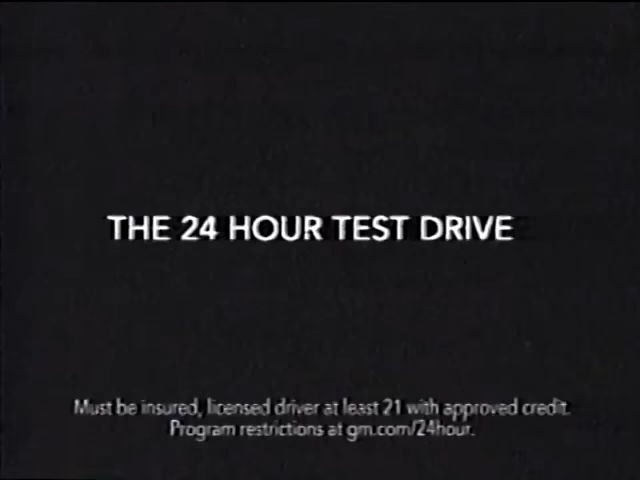 THE 24 HOUR TEST DRIVE
Must be insured, licensed driver at least 21 with approved credit.
Program restrictions at gm.com/24hour.